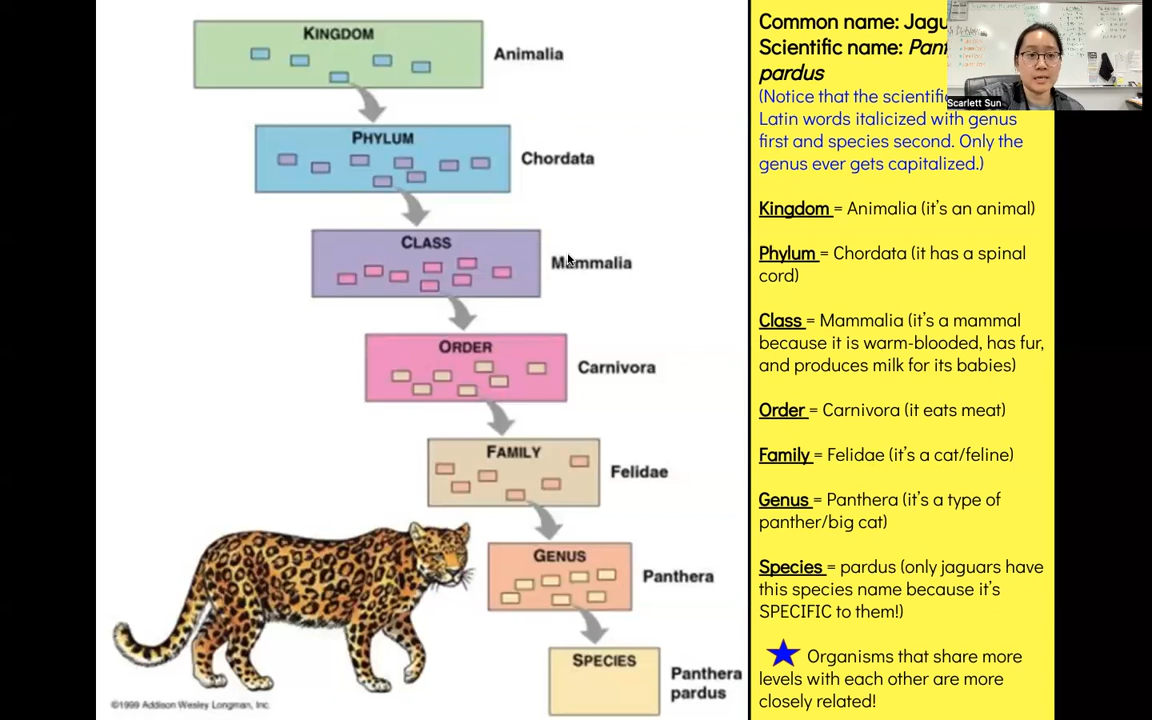 KINGDOM
Animalia
PHYLUM
Chordata
CLASS
Mammalia
ORDER
Carnivora
FAMILY
Felidae
GENUS
Panthera
SPECIES
Panthera
pardus
©1999 Addison Wesley Longman, Inc.
Common name:
Scientific name:
pardus
(Notice that the
Latin words italicized with genus
first and species second. Only the
genus ever gets capitalized.)
Kingdom = Animalia (it's an animal)
Phylum = Chordata (it has a spinal
cord)
Class = Mammalia (it's a mammal
because it is warm-blooded, has fur,
and produces milk for its babies)
Order = Carnivora (it eats meat)
Family = Felidae (it's a cat/feline)
Genus = Panthera (it's a type of
panther/big cat)
Species = pardus (only jaguars have
this species name because it's
SPECIFIC to them!)
Organisms that share more
levels with each other are more
closely related!
Scarlett Sun